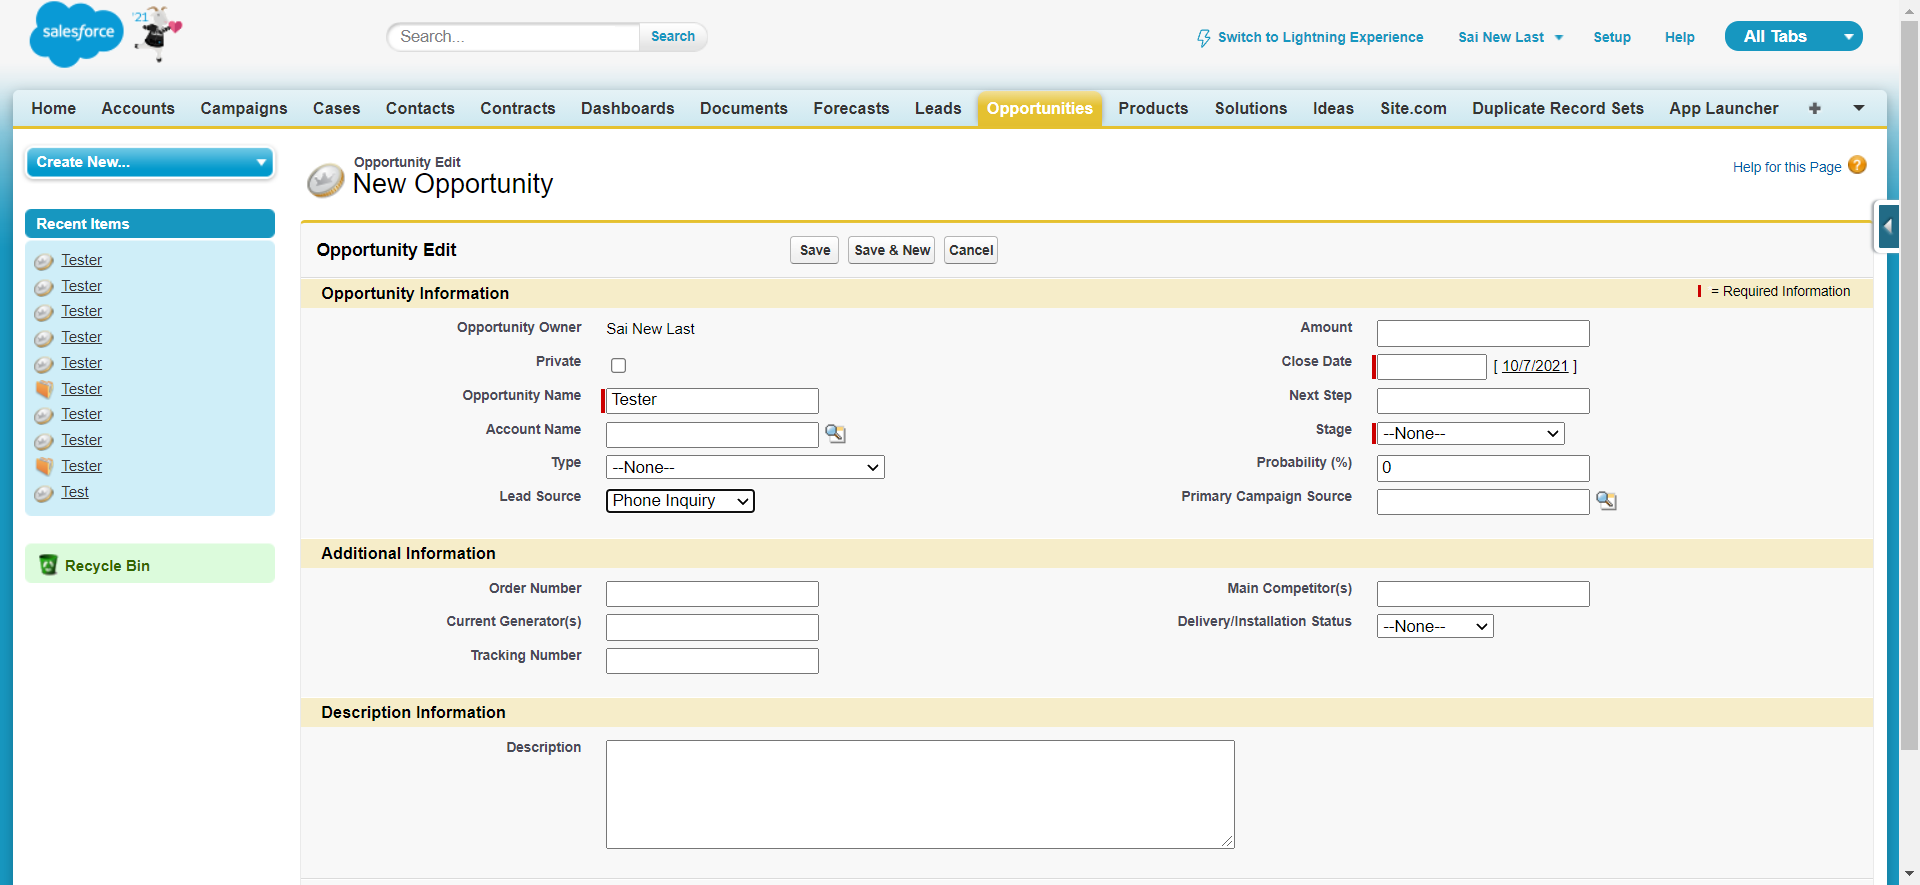 salesforce
'21
Search...
Search
Switch to Lightning Experience
Sai New Last
Setup
Help
All Tabs
Home Accounts Campaigns Cases Contacts Contracts Dashboards Documents Forecasts Leads Opportunities Products Solutions Ideas Site.com Duplicate Record Sets App Launcher +
Create New...
Recent Items
Tester
Tester
Tester
Tester
Tester
Tester
Tester
Tester
Tester
Test
Recycle Bin
Opportunity Edit
New Opportunity
Help for this Page ?
Opportunity Edit
Save
Save & New
Cancel
Opportunity Information
= Required Information
Opportunity Owner Sai New Last
Amount
Private
Close Date [ 10/7/2021 ]
Opportunity Name Tester
Next Step
Account Name
Stage --None--
Type --None--
Probability (%) 0
Lead Source Phone Inquiry
Primary Campaign Source
Additional Information
Order Number
Main Competitor(s)
Current Generator(s)
Delivery/Installation Status --None--
Tracking Number
Description Information
Description